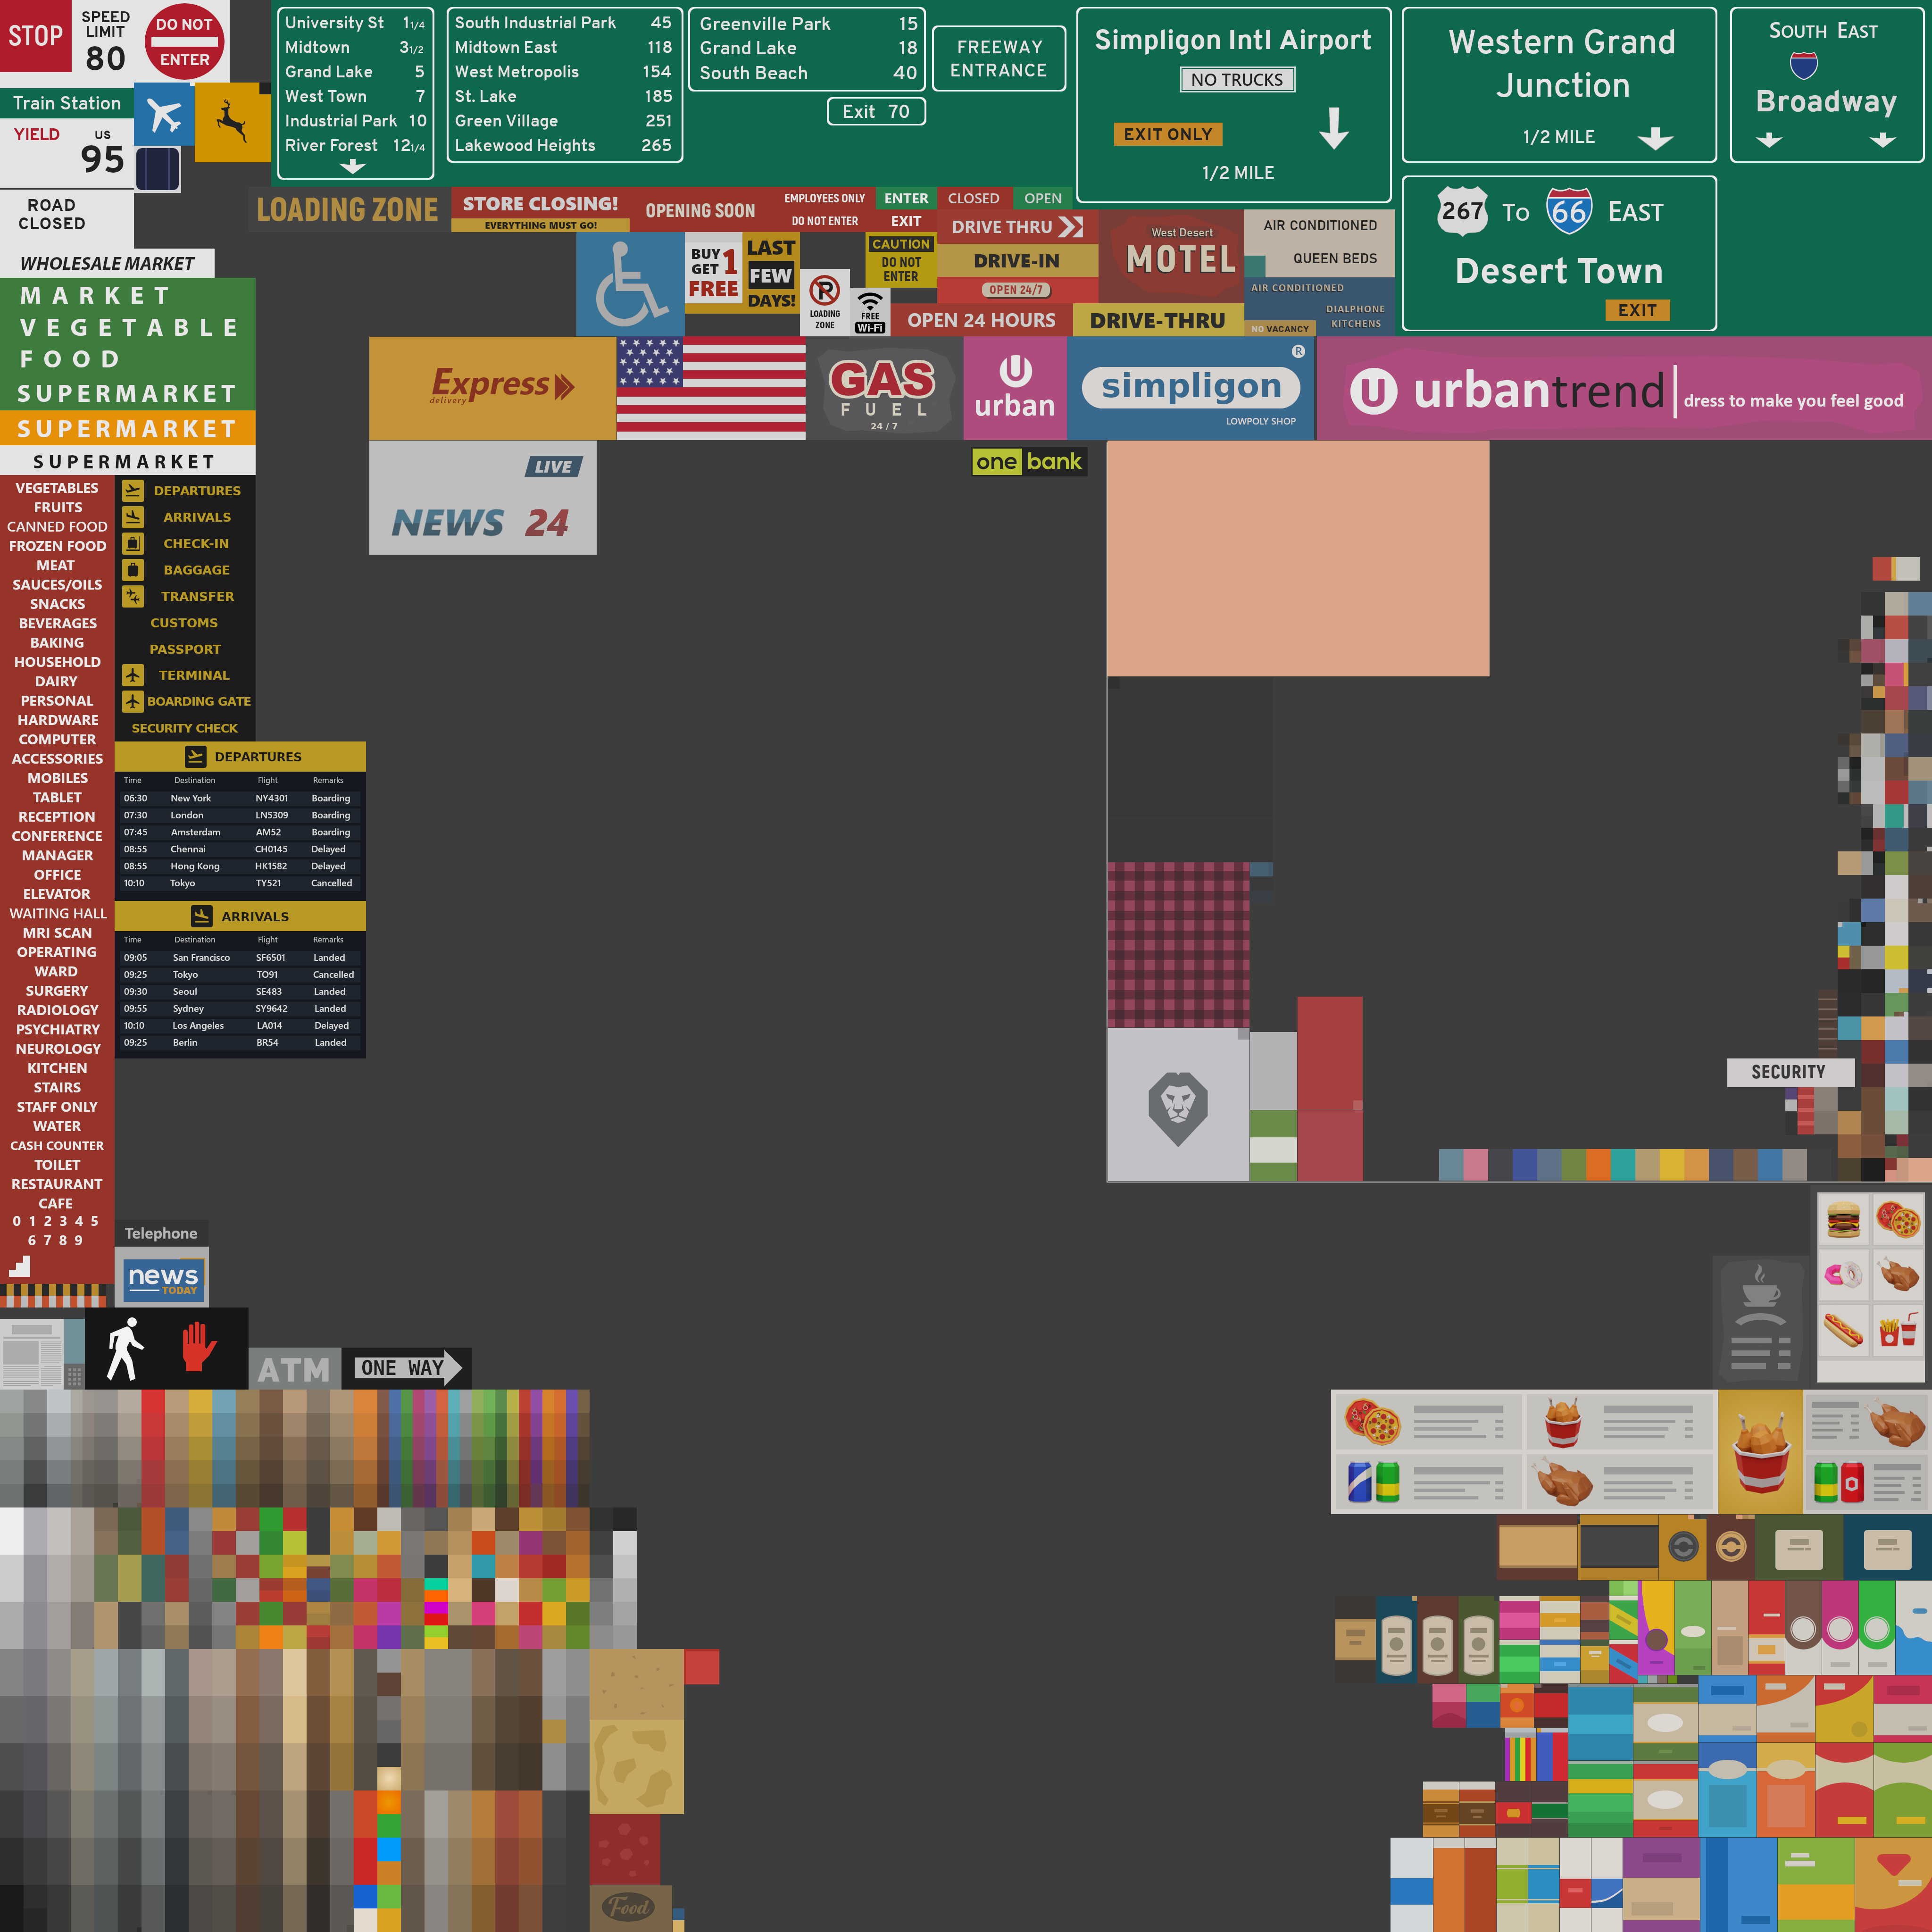 STOP
SPEED
LIMIT
80
DO NOT
ENTER
Train Station
YIELD
US
95
ROAD
CLOSED
WHOLESALE MARKET
MARKET
VEGETABLE
FOOD
SUPERMARKET
SUPERMARKET
SUPERMARKET
University St 1 1/4
Midtown 3 1/2
Grand Lake 5
West Town 7
Industrial Park 10
River Forest 12 1/4
South Industrial Park 45
Midtown East 118
West Metropolis 154
St. Lake 185
Green Village 251
Lakewood Heights 265
Greenville Park 15
Grand Lake 18
South Beach 40
Exit 70
FREEWAY
ENTRANCE
Simpligon Intl Airport
NO TRUCKS
EXIT ONLY
1/2 MILE
Western Grand
Junction
1/2 MILE
SOUTH EAST
Broadway
267 To 66 EAST
Desert Town
EXIT
LOADING ZONE
STORE CLOSING!
EVERYTHING MUST GO!
OPENING SOON
EMPLOYEES ONLY
DO NOT ENTER
ENTER
EXIT
CLOSED
OPEN
BUY 1
GET
FREE
LAST
FEW
DAYS!
P
LOADING
ZONE
CAUTION
DO NOT
ENTER
FREE
Wi-Fi
DRIVE THRU
DRIVE-IN
OPEN 24/7
OPEN 24 HOURS
DRIVE-THRU
West Desert
MOTEL
AIR CONDITIONED
QUEEN BEDS
AIR CONDITIONED
DIALPHONE
KITCHENS
NO VACANCY
Express
delivery
GAS
FUEL
24 / 7
U
urban
simpligon
®
LOWPOLY SHOP
U urbantrend
dress to make you feel good
LIVE
NEWS 24
one bank
VEGETABLES
FRUITS
CANNED FOOD
FROZEN FOOD
MEAT
SAUCES/OILS
SNACKS
BEVERAGES
BAKING
HOUSEHOLD
DAIRY
PERSONAL
HARDWARE
COMPUTER
ACCESSORIES
MOBILES
TABLET
RECEPTION
CONFERENCE
MANAGER
OFFICE
ELEVATOR
WAITING HALL
MRI SCAN
OPERATING
WARD
SURGERY
RADIOLOGY
PSYCHIATRY
NEUROLOGY
KITCHEN
STAIRS
STAFF ONLY
WATER
CASH COUNTER
TOILET
RESTAURANT
CAFE
0 1 2 3 4 5
6 7 8 9
DEPARTURES
ARRIVALS
CHECK-IN
BAGGAGE
TRANSFER
CUSTOMS
PASSPORT
TERMINAL
BOARDING GATE
SECURITY CHECK
DEPARTURES
Time Destination Flight Remarks
06:30 New York NY4301 Boarding
07:30 London LN5309 Boarding
07:45 Amsterdam AM52 Boarding
08:55 Chennai CH0145 Delayed
08:55 Hong Kong HK1582 Delayed
10:10 Tokyo TY521 Cancelled
ARRIVALS
Time Destination Flight Remarks
09:05 San Francisco SF6501 Landed
09:25 Tokyo TO91 Cancelled
09:30 Seoul SE483 Landed
09:55 Sydney SY9642 Landed
10:10 Los Angeles LA014 Delayed
09:25 Berlin BR54 Landed
SECURITY
Telephone
news
TODAY
ATM
ONE WAY
Food